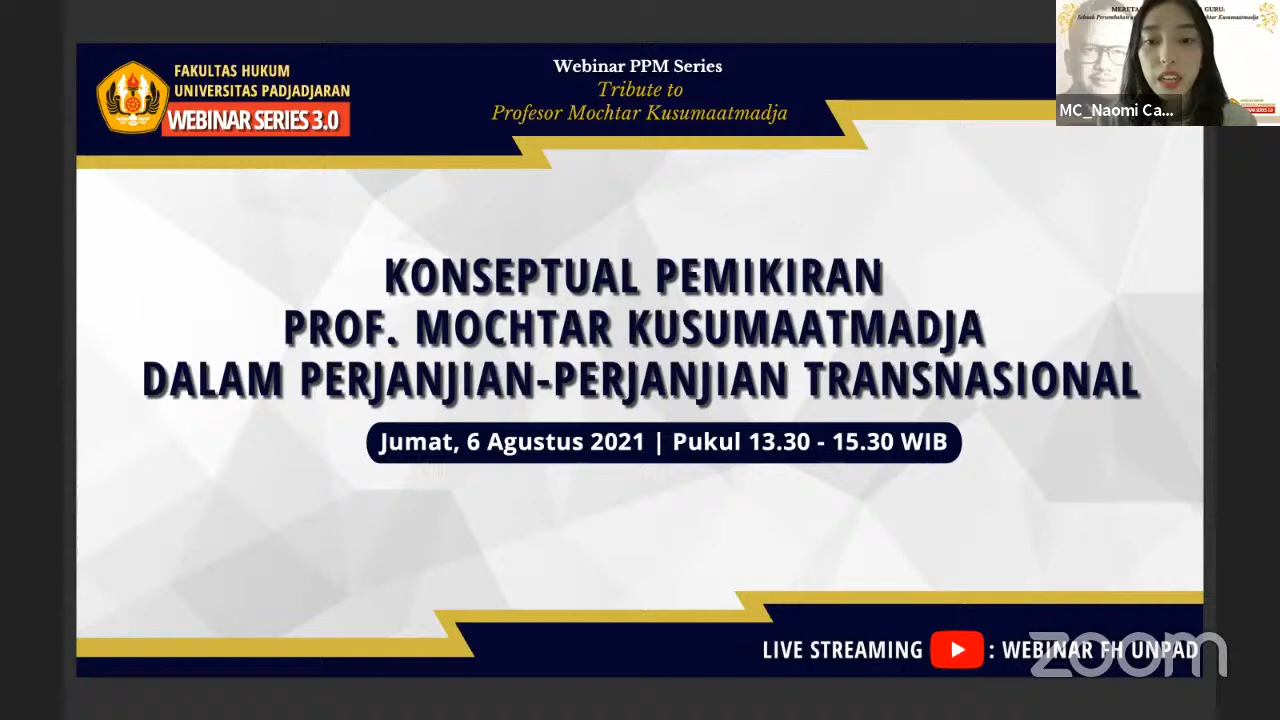 FAKULTAS HUKUM
UNIVERSITAS PADJADJARAN
WEBINAR SERIES 3.0
Webinar PPM Series
Tribute to
Profesor Mochtar Kusumaatmadja
GURU:
MC_Naomi Ca...
KONSEPTUAL PEMIKIRAN
PROF. MOCHTAR KUSUMAATMADJA
DALAM PERJANJIAN-PERJANJIAN TRANSNASIONAL
Jumat, 6 Agustus 2021 | Pukul 13.30 - 15.30 WIB
LIVE STREAMING : WEBINAR FH UNPAD
zoom